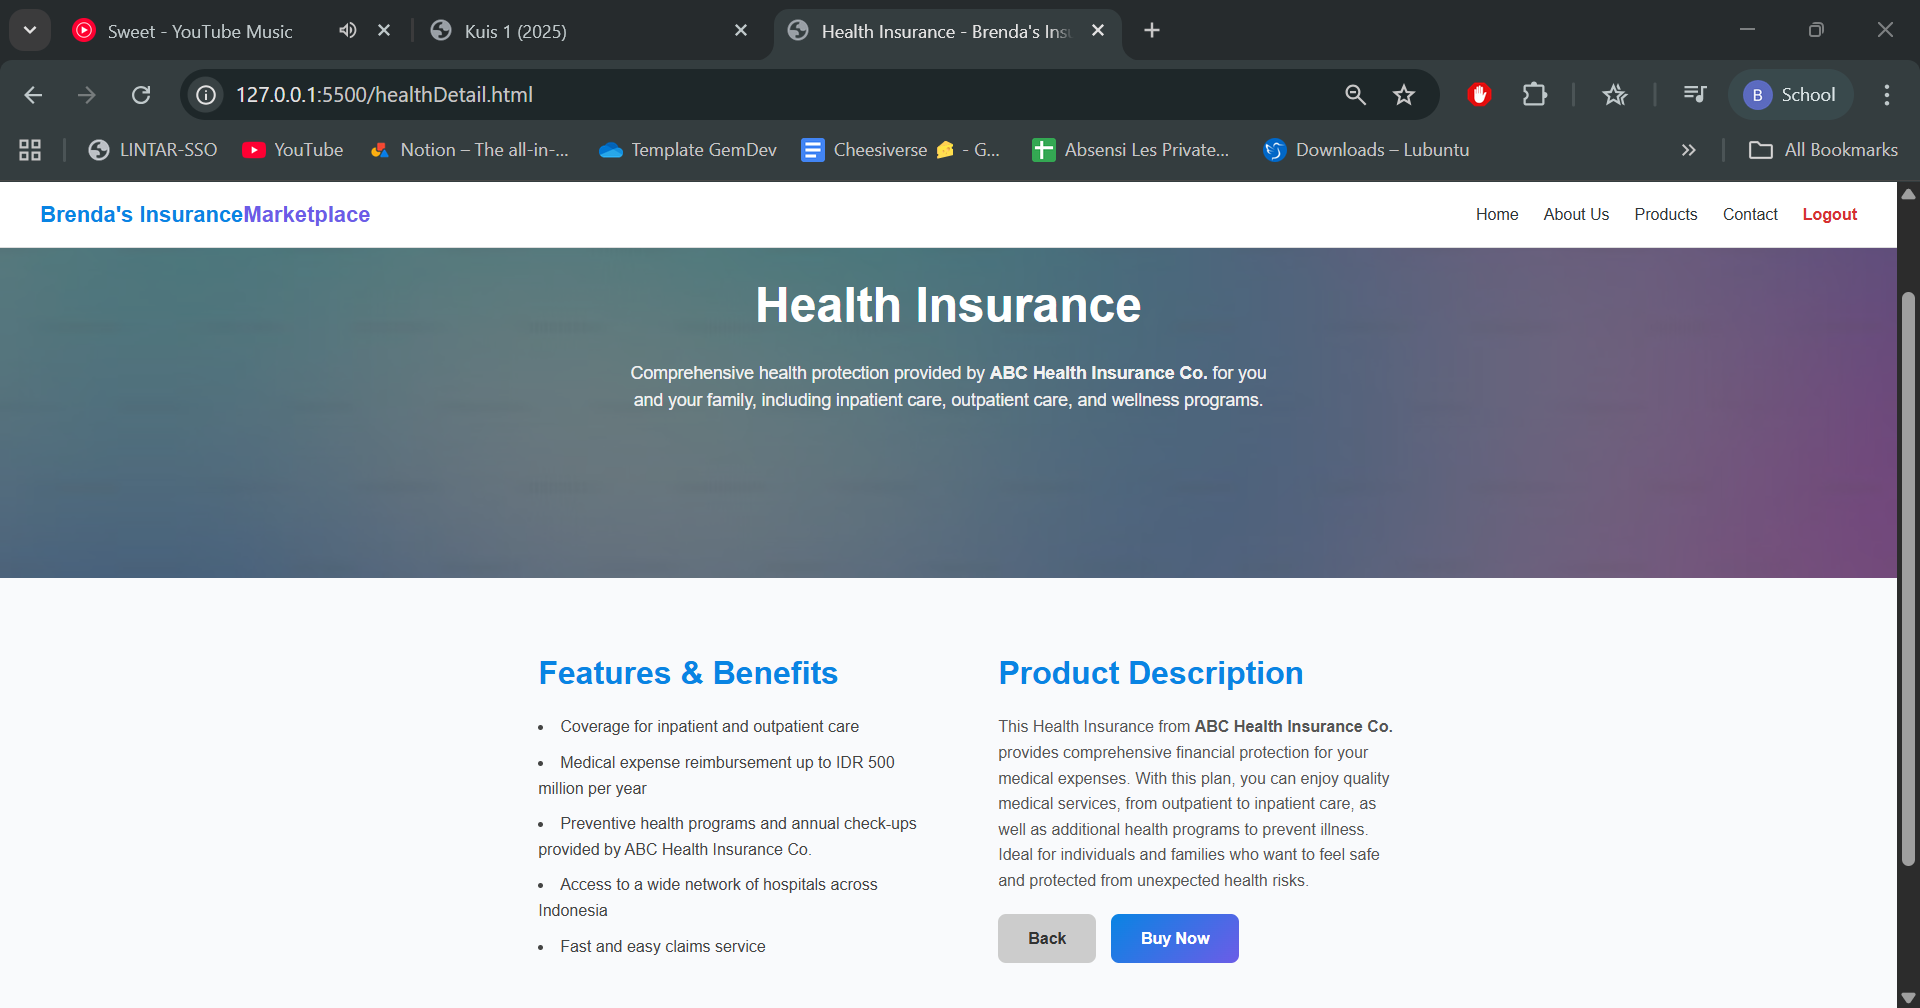 Sweet - YouTube Music
Kuis 1 (2025)
Health Insurance - Brenda's Ins
127.0.0.1:5500/healthDetail.html
B School
LINTAR-SSO
YouTube
Notion – The all-in-...
Template GemDev
Cheesiverse 🧀 - G...
Absensi Les Private...
Downloads – Lubuntu
All Bookmarks
Brenda's InsuranceMarketplace
Home About Us Products Contact Logout
Health Insurance
Comprehensive health protection provided by ABC Health Insurance Co. for you
and your family, including inpatient care, outpatient care, and wellness programs.
Features & Benefits
• Coverage for inpatient and outpatient care
• Medical expense reimbursement up to IDR 500
million per year
• Preventive health programs and annual check-ups
provided by ABC Health Insurance Co.
• Access to a wide network of hospitals across
Indonesia
• Fast and easy claims service
Product Description
This Health Insurance from ABC Health Insurance Co.
provides comprehensive financial protection for your
medical expenses. With this plan, you can enjoy quality
medical services, from outpatient to inpatient care, as
well as additional health programs to prevent illness.
Ideal for individuals and families who want to feel safe
and protected from unexpected health risks.
Back
Buy Now